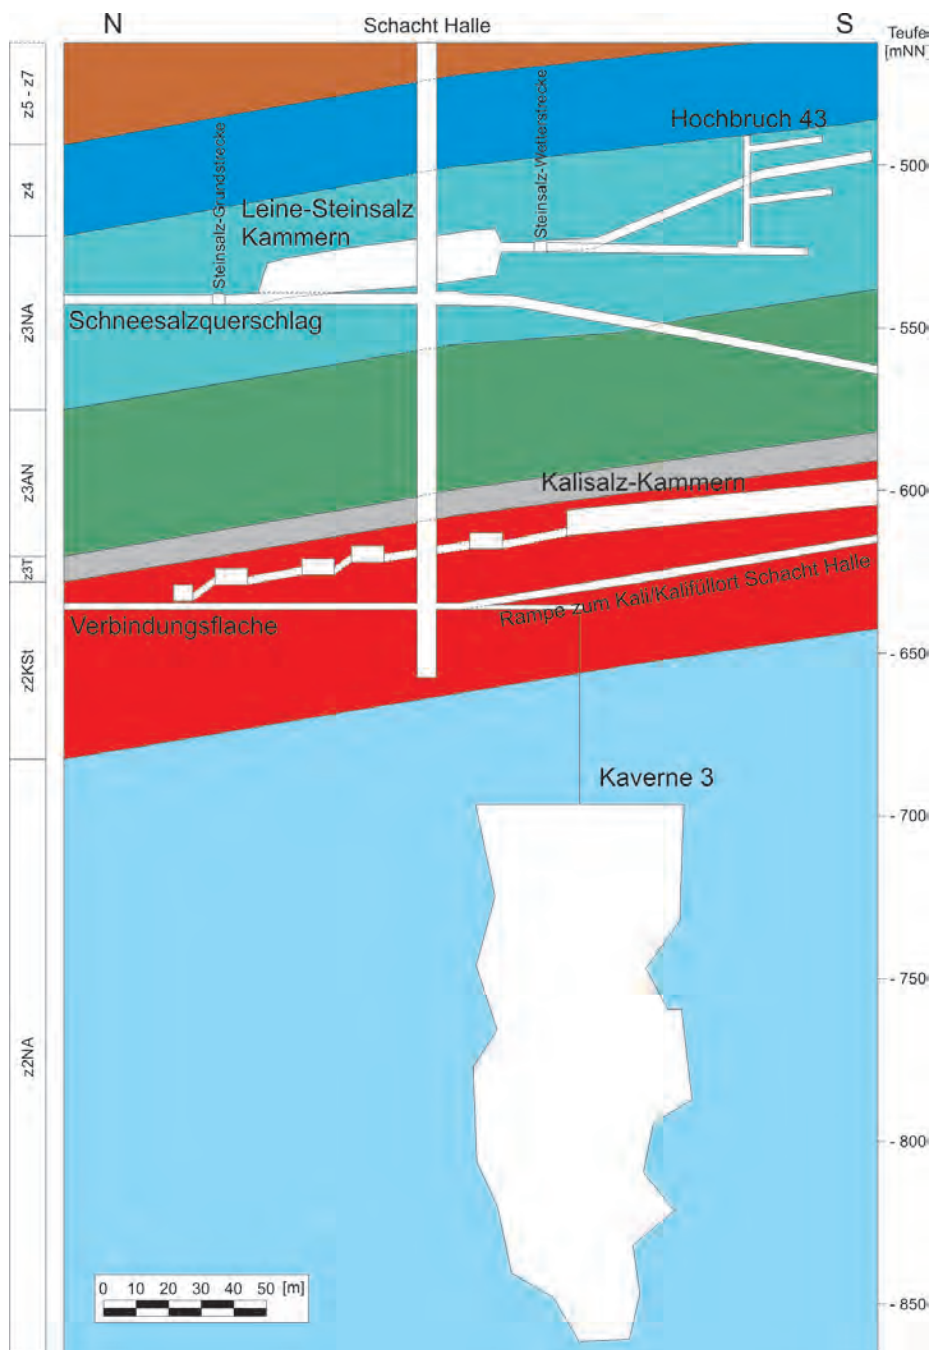 N
Schacht Halle
S
Teufe
[mNN]
z5 - z7
z4
z3NA
z3AN
z3T
z2KSt
z2NA
Steinsalz-Grundstrecke
Steinsalz-Wetterstrecke
Hochbruch 43
Leine-Steinsalz
Kammern
Schneesalzquerschlag
Kalisalz-Kammern
Rampe zum Kali/Kalifüllort Schacht Halle
Verbindungsflache
Kaverne 3
- 500
- 550
- 600
- 650
- 700
- 750
- 800
- 850
0 10 20 30 40 50 [m]